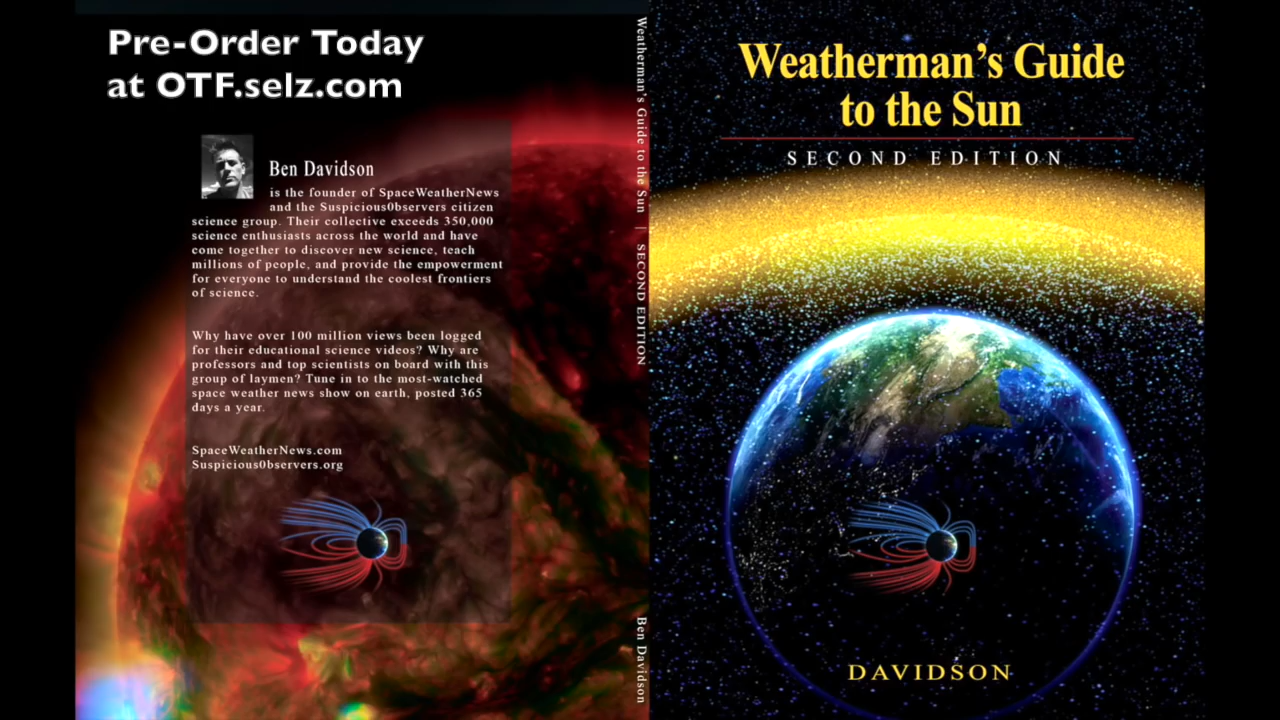 Pre-Order Today
at OTF.selz.com
Ben Davidson
is the founder of SpaceWeatherNews
and the Suspicious0bservers citizen
science group. Their collective exceeds 350,000
science enthusiasts across the world and have
come together to discover new science, teach
millions of people, and provide the empowerment
for everyone to understand the coolest frontiers
of science.
Why have over 100 million views been logged
for their educational science videos? Why are
professors and top scientists on board with this
group of laymen? Tune in to the most-watched
space weather news show on earth, posted 365
days a year.
SpaceWeatherNews.com
Suspicious0bservers.org
Weatherman's Guide to the Sun | SECOND EDITION
Ben Davidson
Weatherman's Guide
to the Sun
SECOND EDITION
DAVIDSON